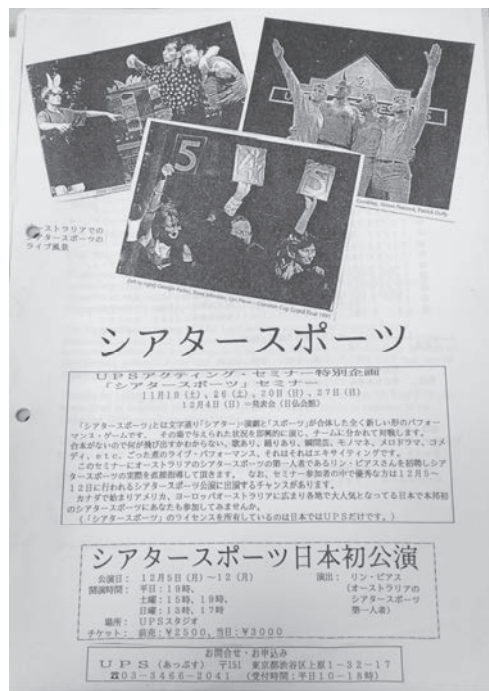 5 4 5
オーストラリアでの
シアタースポーツの
ライブ風景
シアタースポーツ
UPSアクティング・セミナー特別企画
「シアタースポーツ」セミナー
11月19(土)、26(土)、20日(日)、27日(日)
12月4日(日)=発表会(日仏会館)
「シアタースポーツ」とは文字通り「シアター」演劇と「スポーツ」が合体した全く新しい形のパフォー
マンス・ゲームです。 その場で与えられた状況を即興的に演じ、チームに分かれて対戦します。
台本がないので何が飛び出すかわからない、歌あり、踊りあり、瞬間芸、モノマネ、メロドラマ、コメ
ディ、etc. ごった煮のライブ・パフォーマンス、それはそれはエキサイティングです。
このセミナーにオーストラリアのシアタースポーツの第一人者であるリン・ピアスさんを招聘しシア
タースポーツの実際を直接指導して頂きます。 なお、セミナー参加者の中で優秀な方は12月5~
12日に行われるシアタースポーツ公演に出演するチャンスがあります。
カナダで始まりアメリカ、ヨーロッパオーストラリアに広まり各地で大人気となってる日本で本邦初
のシアタースポーツにあなたも参加してみませんか。
(「シアタースポーツ」のライセンスを所有しているのは日本ではUPSだけです。)
シアタースポーツ日本初公演
公演日: 12月5日(月)~12(月)
開演時間: 平日:19時、
土曜:15時、19時、
日曜:13時、17時
場所: UPSスタジオ
チケット: 前売:¥2500、当日:¥3000
演出: リン・ピアス
(オーストラリアの
シアタースポーツ
第一人者)
お問合せ・お申込み
UPS(あっぷす) 〒151 東京都渋谷区上原1-32-17
☎03-3466-2041 (受付時間:平日10-18時)